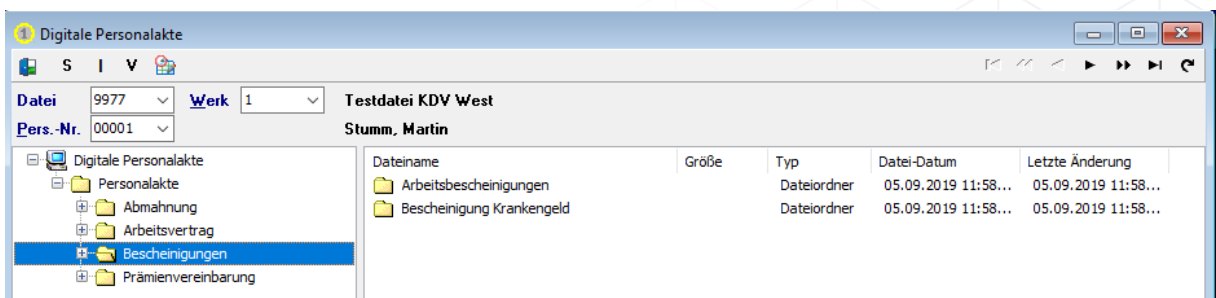 1 Digitale Personalakte
S I V
Datei 9977 Werk 1 Testdatei KDV West
Pers.-Nr. 00001 Stumm, Martin
Digitale Personalakte
Personalakte
Abmahnung
Arbeitsvertrag
Bescheinigungen
Prämienvereinbarung
Dateiname Größe Typ Datei-Datum Letzte Änderung
Arbeitsbescheinigungen Dateiordner 05.09.2019 11:58... 05.09.2019 11:58...
Bescheinigung Krankengeld Dateiordner 05.09.2019 11:58... 05.09.2019 11:58...